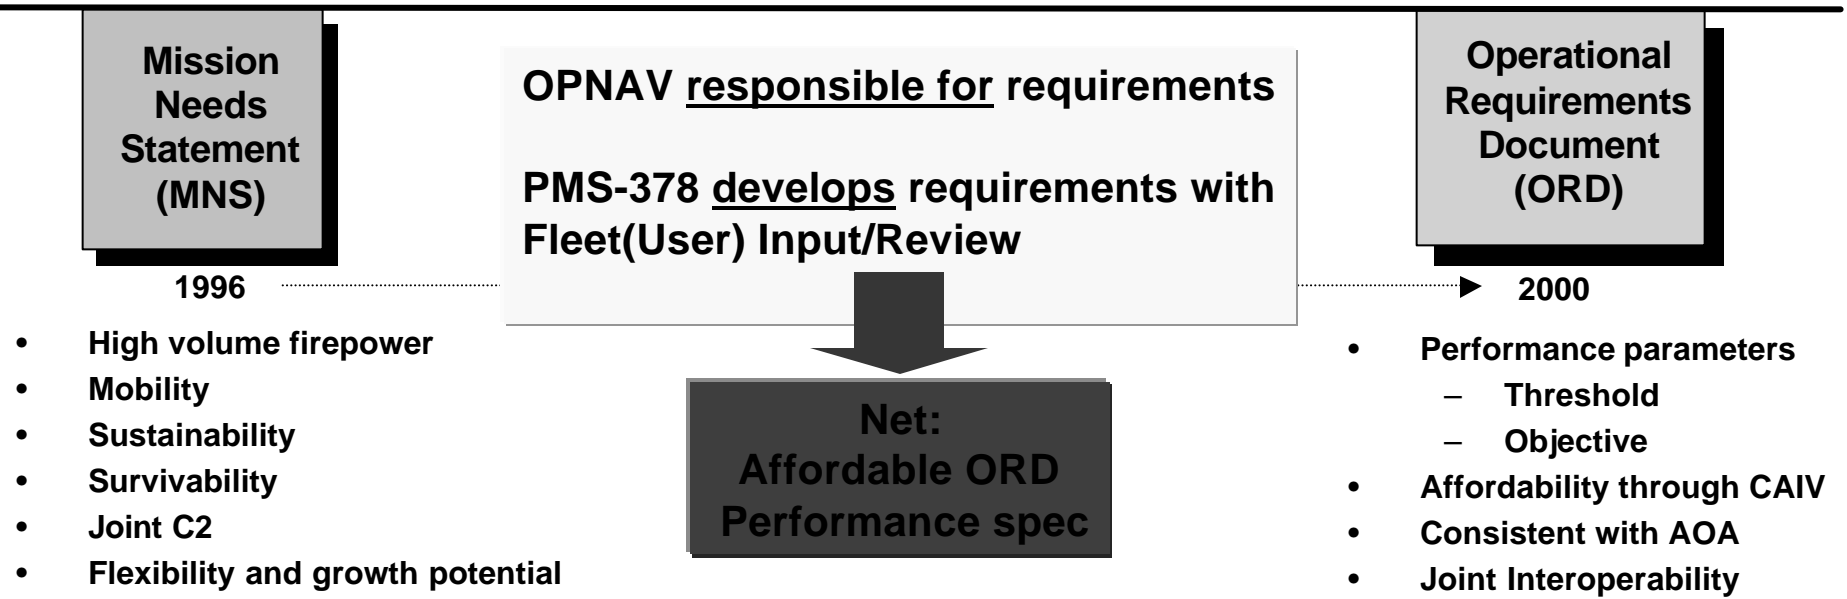 Mission
Needs
Statement
(MNS)
1996
• High volume firepower
• Mobility
• Sustainability
• Survivability
• Joint C2
• Flexibility and growth potential
OPNAV responsible for requirements
PMS-378 develops requirements with
Fleet(User) Input/Review
Net:
Affordable ORD
Performance spec
Operational
Requirements
Document
(ORD)
2000
• Performance parameters
– Threshold
– Objective
• Affordability through CAIV
• Consistent with AOA
• Joint Interoperability